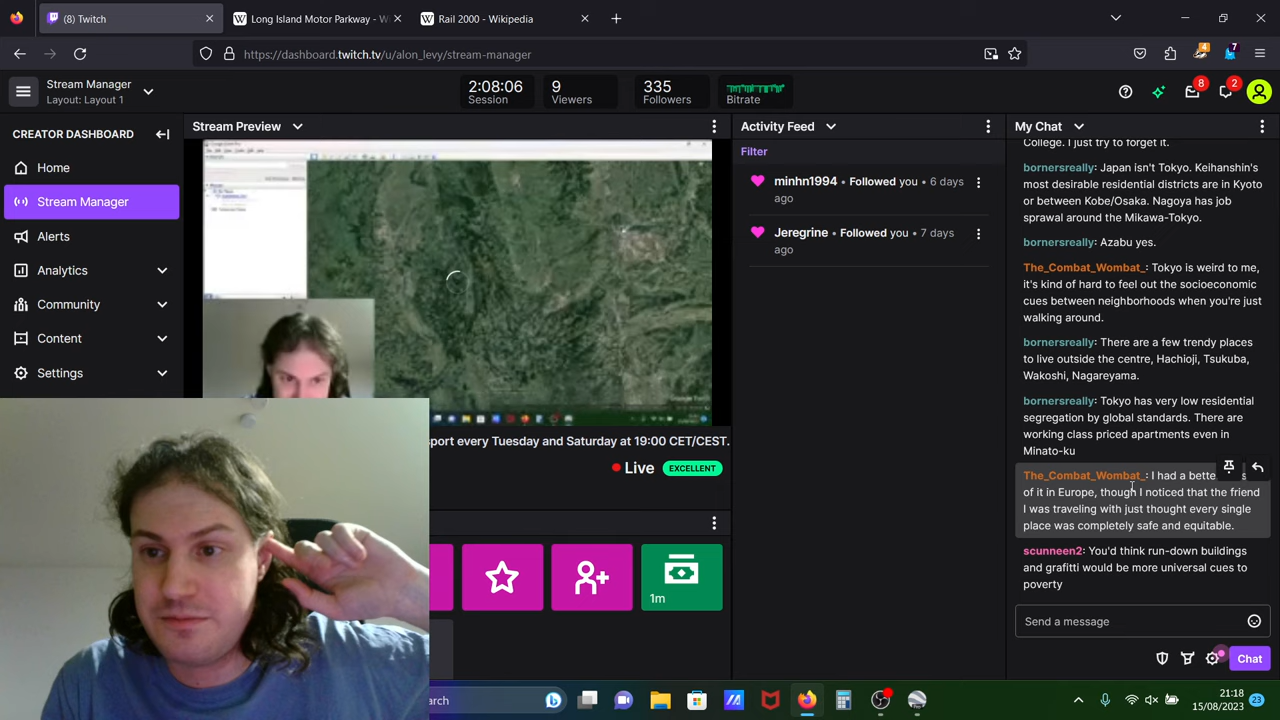 (8) Twitch
Long Island Motor Parkway - W
Rail 2000 - Wikipedia
https://dashboard.twitch.tv/u/alon_levy/stream-manager
4
7
Stream Manager
Layout: Layout 1
2:08:06
Session
9
Viewers
335
Followers
Bitrate
8
2
CREATOR DASHBOARD
Home
Stream Manager
Alerts
Analytics
Community
Content
Settings
Stream Preview
sport every Tuesday and Saturday at 19:00 CET/CEST.
Live
EXCELLENT
1m
Activity Feed
Filter
minhn1994 • Followed you • 6 days
ago
Jeregrine • Followed you • 7 days
ago
My Chat
College. I just try to forget it.
bornersreally: Japan isn't Tokyo. Keihanshin's
most desired residential districts are in Kyoto
between them. Nagoya has job
sprawal around the Mikawa-Tokyo.
bornersreally: Azabu yes.
The_Combat_Wombat_: Tokyo is weird to me,
it's kind of hard to tell out the socioeconomic
cues between neighborhoods when you're just
walking around.
bornersreally: There are a few trendy places
to live outside the centre, Hachioji, Tsukuba,
Wakoshi, Nagareyama.
bornersreally: Tokyo has very low residential
segregation by global standards. There are
working class priced apartments even in
Minato-ku
The_Combat_Wombat_: I had a bette
of it in Europe, though I noticed that the friend
I was traveling with just thought every single
place was completely safe and equitable.
scunneen2: You'd think run-down buildings
and grafitti would be more universal cues to
poverty
Send a message
Chat
earch
21:18
15/08/2023
23